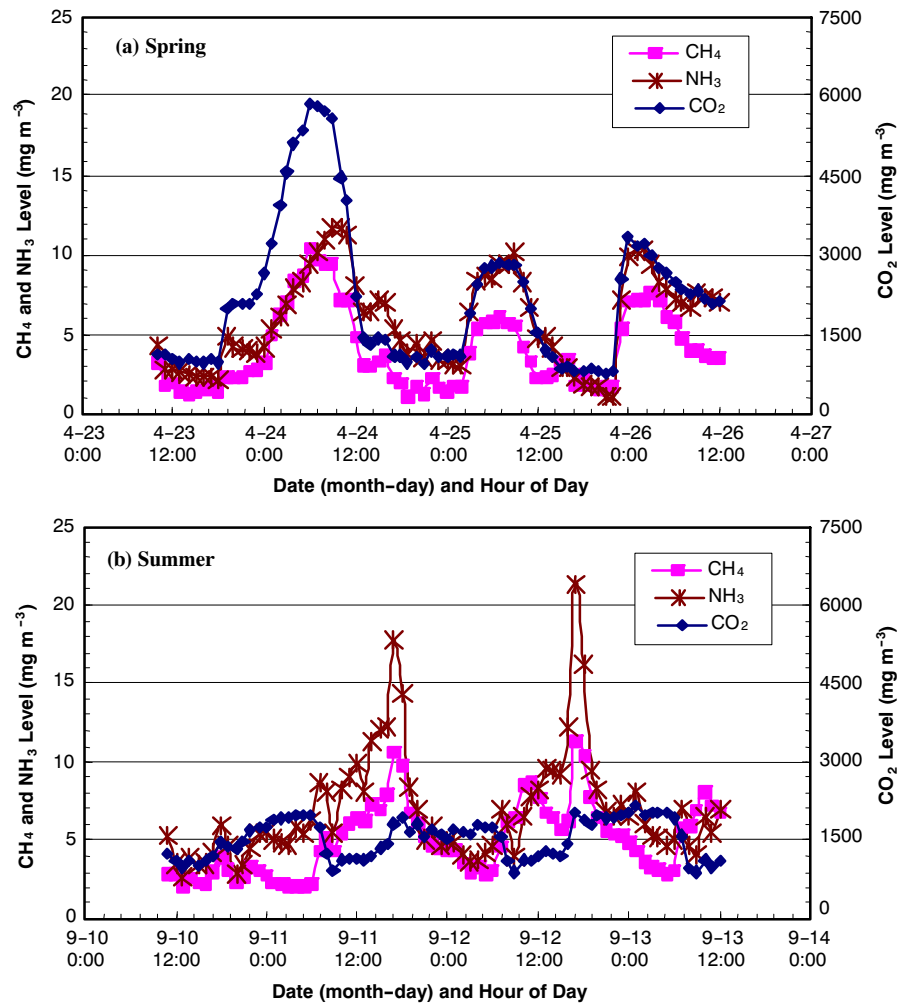 (a) Spring
CH₄
NH₃
CO₂
25
20
15
10
5
0
7500
6000
4500
3000
1500
0
CH₄ and NH₃ Level (mg m⁻³)
CO₂ Level (mg m⁻³)
4-23 4-23 4-24 4-24 4-25 4-25 4-26 4-26 4-27
0:00 12:00 0:00 12:00 0:00 12:00 0:00 12:00 0:00
Date (month-day) and Hour of Day
(b) Summer
CH₄
NH₃
CO₂
25
20
15
10
5
0
7500
6000
4500
3000
1500
0
CH₄ and NH₃ Level (mg m⁻³)
CO₂ Level (mg m⁻³)
9-10 9-10 9-11 9-11 9-12 9-12 9-13 9-13 9-14
0:00 12:00 0:00 12:00 0:00 12:00 0:00 12:00 0:00
Date (month-day) and Hour of Day